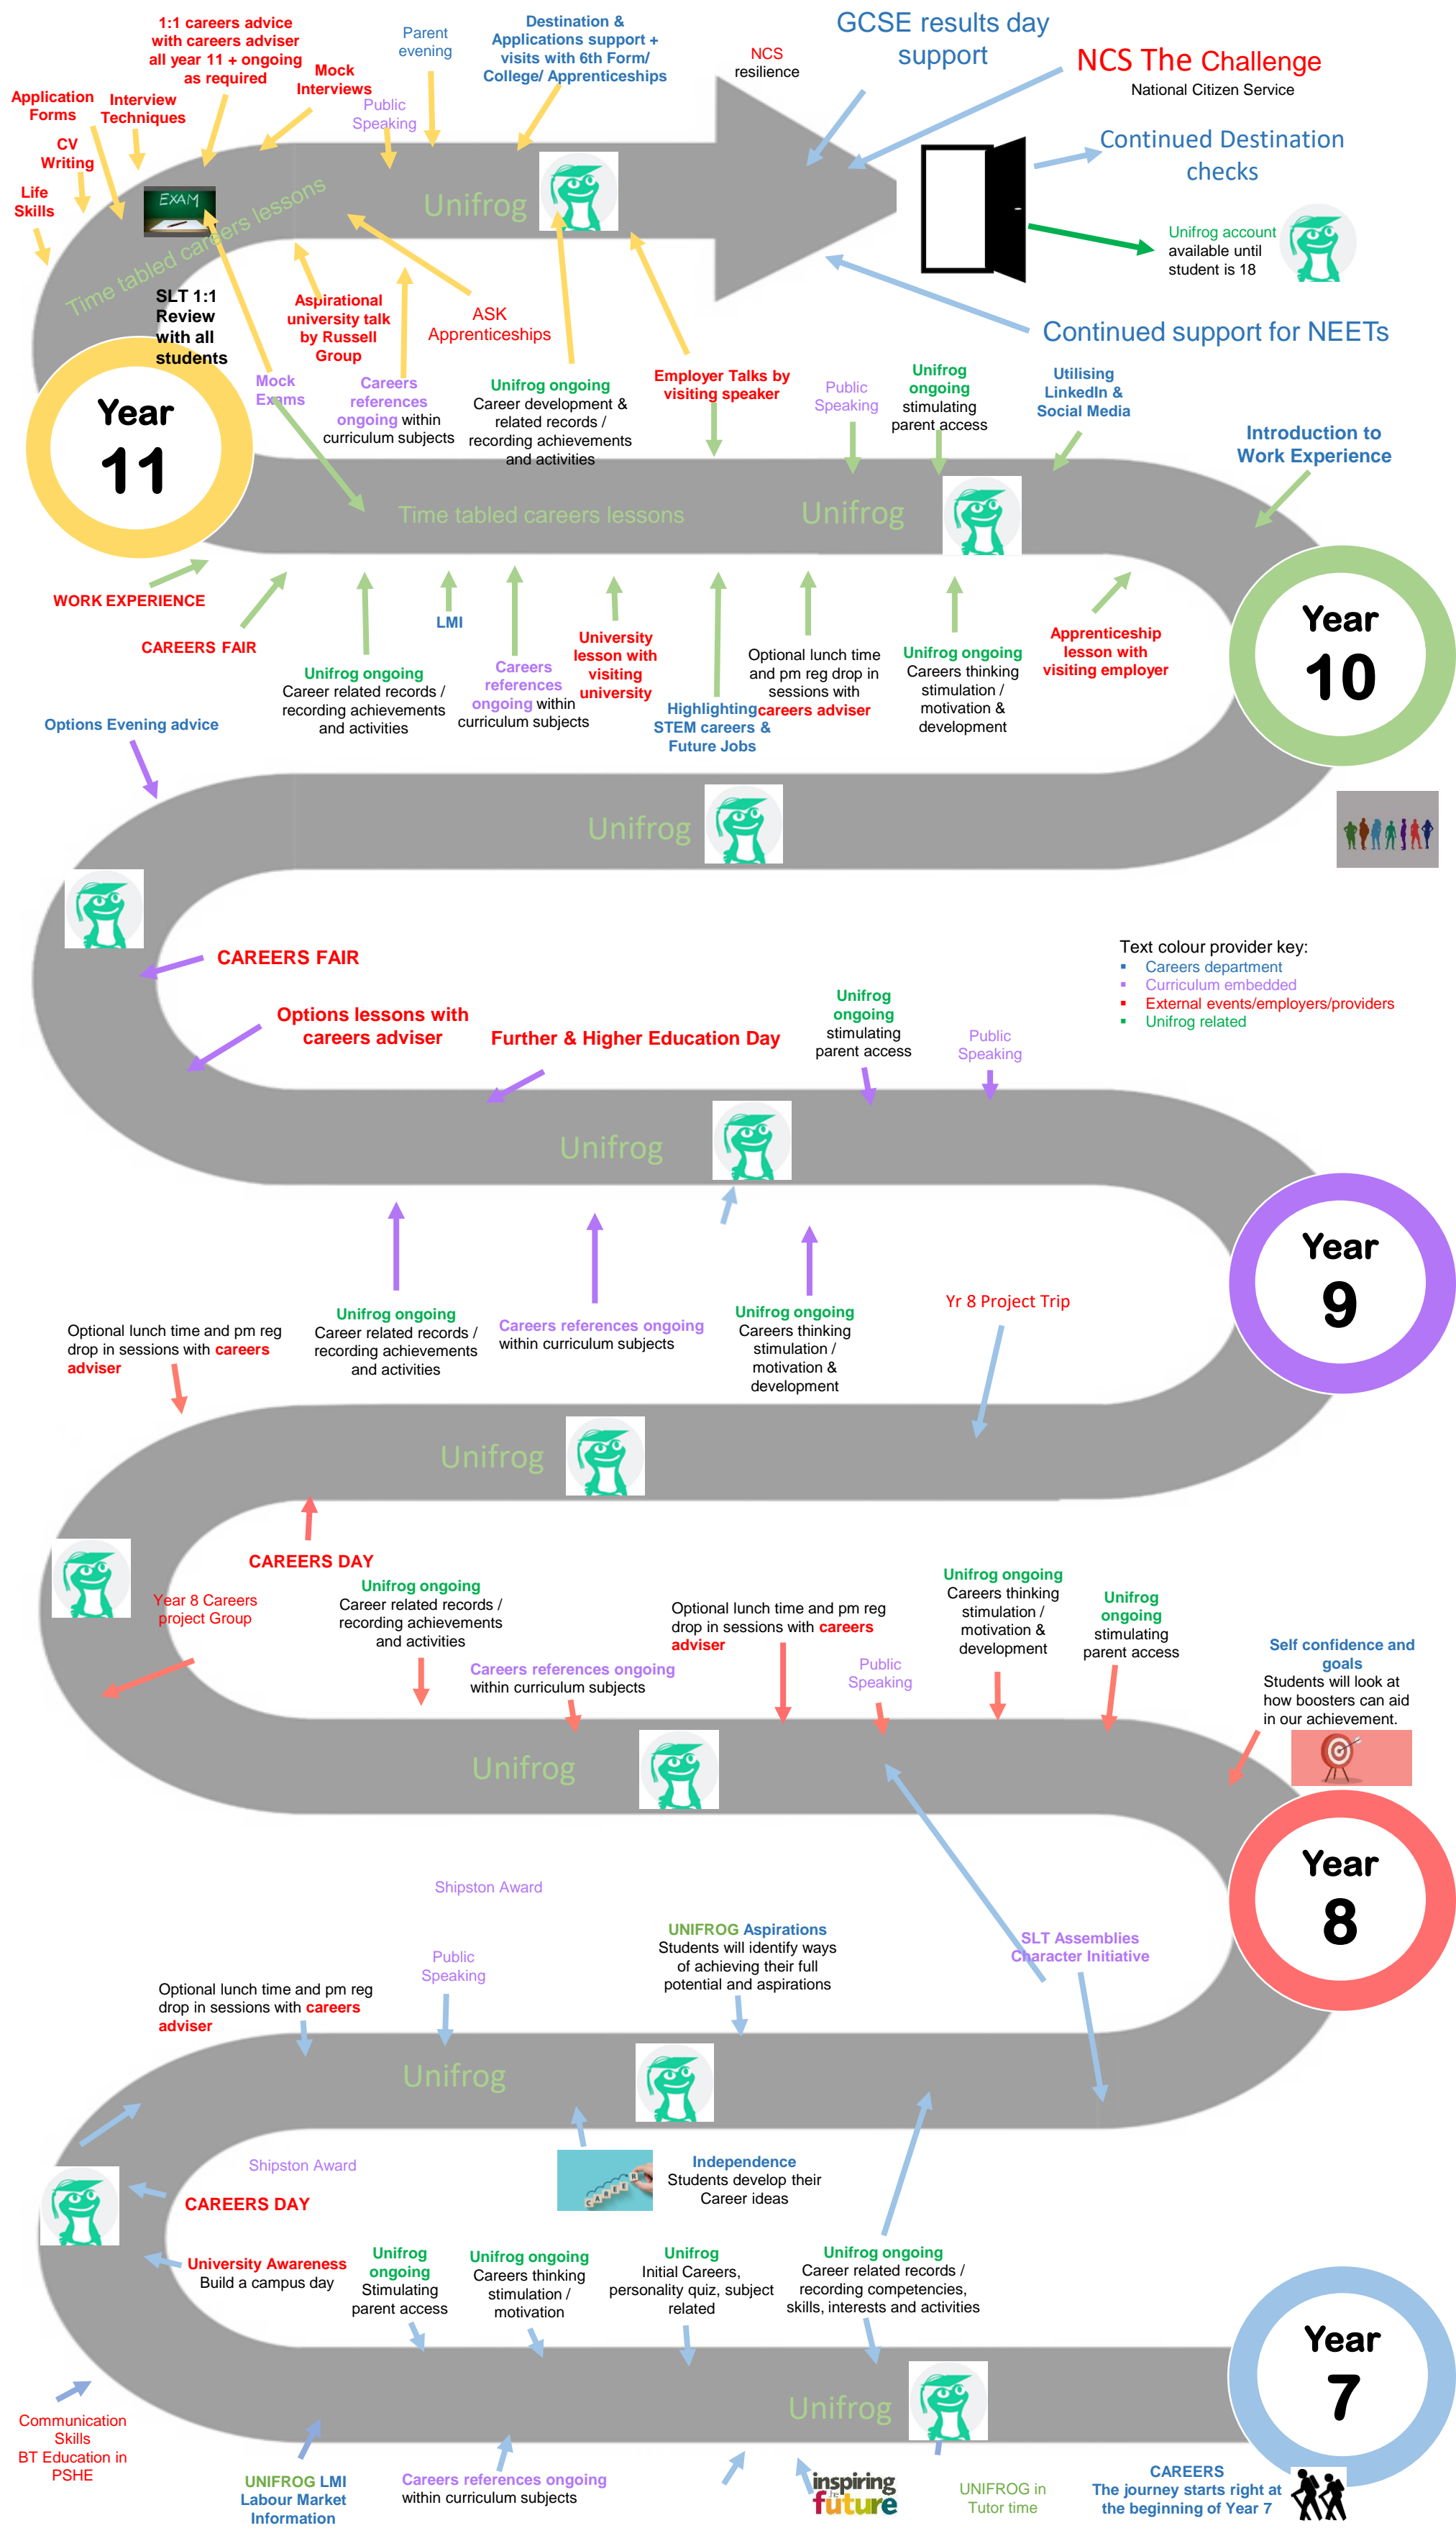 1:1 careers advice
with careers adviser
all year 11 + ongoing
as required
Parent
evening
Destination &
Applications support +
visits with 6th Form/
College/ Apprenticeships
NCS
resilience
GCSE results day
support
NCS The Challenge
National Citizen Service
Mock
Interviews
Public
Speaking
Application
Forms
Interview
Techniques
CV
Writing
Life
Skills
Continued Destination
checks
EXAM
Time tabled careers lessons
Unifrog
Unifrog account
available until
student is 18
SLT 1:1
Review
with all
students
Aspirational
university talk
by Russell
Group
ASK
Apprenticeships
Continued support for NEETs
Year
11
Mock
Exams
Careers
references
ongoing within
curriculum subjects
Unifrog ongoing
Career development &
related records /
recording achievements
and activities
Employer Talks by
visiting speaker
Public
Speaking
Unifrog
ongoing
stimulating
parent access
Utilising
LinkedIn &
Social Media
Introduction to
Work Experience
Time tabled careers lessons
Unifrog
WORK EXPERIENCE
CAREERS FAIR
Unifrog ongoing
Career related records /
recording achievements
and activities
LMI
Careers
references
ongoing within
curriculum subjects
University
lesson with
visiting
university
Highlighting
STEM careers &
Future Jobs
Optional lunch time
and pm reg drop in
sessions with
careers adviser
Unifrog ongoing
Careers thinking
stimulation /
motivation &
development
Apprenticeship
lesson with
visiting employer
Year
10
Options Evening advice
Unifrog
CAREERS FAIR
Options lessons with
careers adviser
Further & Higher Education Day
Unifrog
ongoing
stimulating
parent access
Public
Speaking
Text colour provider key:
Careers department
Curriculum embedded
External events/employers/providers
Unifrog related
Unifrog
Year
9
Optional lunch time and pm reg
drop in sessions with careers
adviser
Unifrog ongoing
Career related records /
recording achievements
and activities
Careers references ongoing
within curriculum subjects
Unifrog ongoing
Careers thinking
stimulation /
motivation &
development
Yr 8 Project Trip
Unifrog
CAREERS DAY
Year 8 Careers
project Group
Unifrog ongoing
Career related records /
recording achievements
and activities
Careers references ongoing
within curriculum subjects
Optional lunch time and pm reg
drop in sessions with careers
adviser
Public
Speaking
Unifrog ongoing
Careers thinking
stimulation /
motivation &
development
Unifrog
ongoing
stimulating
parent access
Self confidence and
goals
Students will look at
how boosters can aid
in our achievement.
Unifrog
Year
8
Shipston Award
Public
Speaking
UNIFROG Aspirations
Students will identify ways
of achieving their full
potential and aspirations
SLT Assemblies
Character Initiative
Optional lunch time and pm reg
drop in sessions with careers
adviser
Unifrog
Shipston Award
CAREERS DAY
CAREER
Independence
Students develop their
Career ideas
University Awareness
Build a campus day
Unifrog
ongoing
Stimulating
parent access
Unifrog ongoing
Careers thinking
stimulation /
motivation
Unifrog
Initial Careers,
personality quiz, subject
related
Unifrog ongoing
Career related records /
recording competencies,
skills, interests and activities
Year
7
Unifrog
Communication
Skills
BT Education in
PSHE
UNIFROG LMI
Labour Market
Information
Careers references ongoing
within curriculum subjects
inspiring
the
future
UNIFROG in
Tutor time
CAREERS
The journey starts right at
the beginning of Year 7